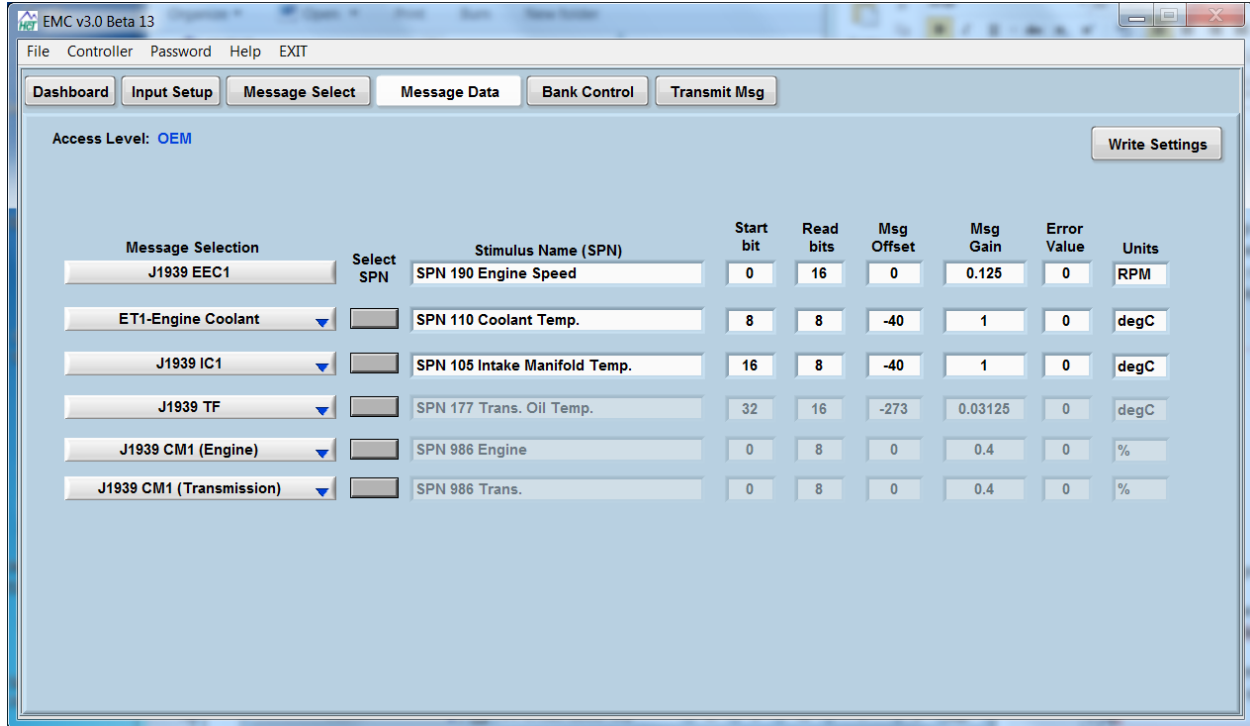 EMC v3.0 Beta 13
File Controller Password Help EXIT
Dashboard Input Setup Message Select Message Data Bank Control Transmit Msg
Access Level: OEM
Write Settings
Message Selection Select SPN Stimulus Name (SPN) Start bit Read bits Msg Offset Msg Gain Error Value Units
J1939 EEC1 SPN 190 Engine Speed 0 16 0 0.125 0 RPM
ET1-Engine Coolant SPN 110 Coolant Temp. 8 8 -40 1 0 degC
J1939 IC1 SPN 105 Intake Manifold Temp. 16 8 -40 1 0 degC
J1939 TF SPN 177 Trans. Oil Temp. 32 16 -273 0.03125 0 degC
J1939 CM1 (Engine) SPN 986 Engine 0 8 0 0.4 0 %
J1939 CM1 (Transmission) SPN 986 Trans. 0 8 0 0.4 0 %